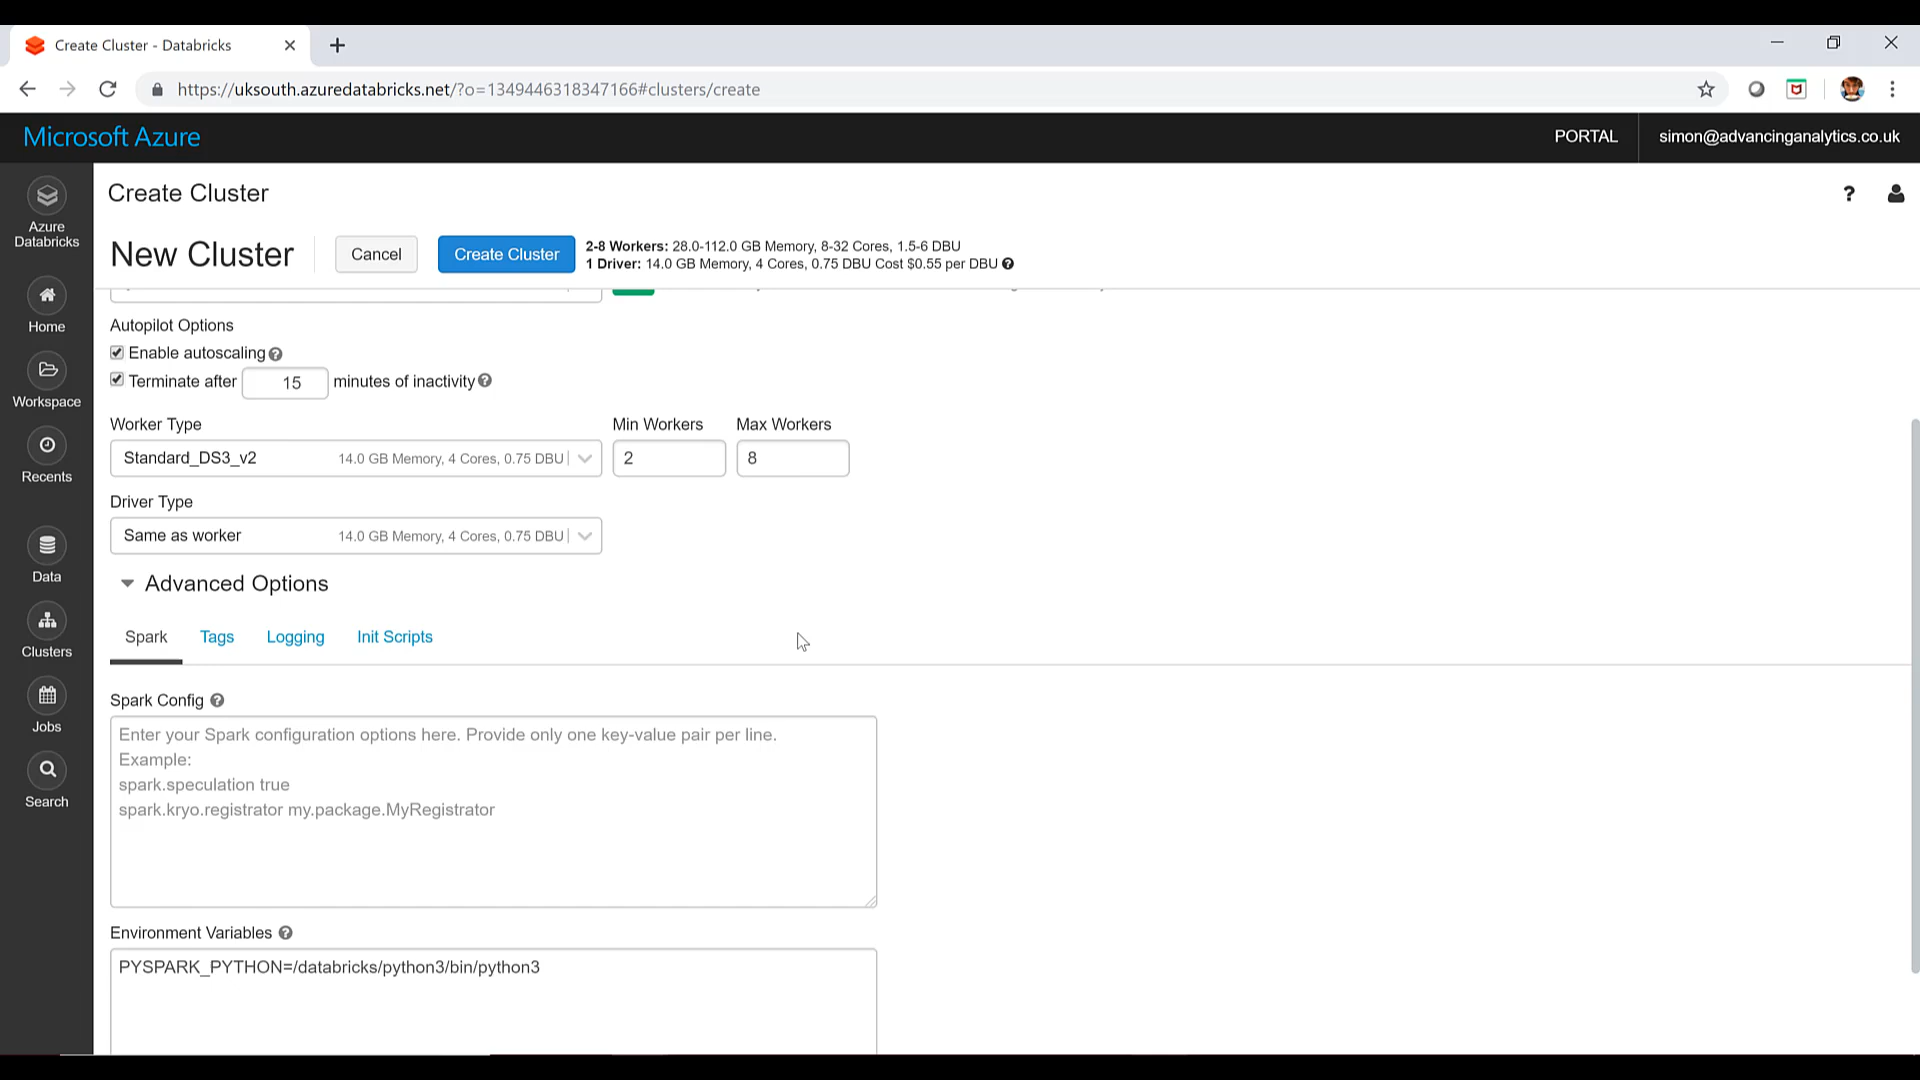 Create Cluster - Databricks
https://uksouth.azuredatabricks.net/?o=1349446318347166#clusters/create
Microsoft Azure
PORTAL
simon@advancinganalytics.co.uk
Azure
Databricks
Home
Workspace
Recents
Data
Clusters
Jobs
Search
Create Cluster
?
New Cluster
Cancel
Create Cluster
2-8 Workers: 28.0-112.0 GB Memory, 8-32 Cores, 1.5-6 DBU
1 Driver: 14.0 GB Memory, 4 Cores, 0.75 DBU Cost $0.55 per DBU ?
Autopilot Options
Enable autoscaling ?
Terminate after 15 minutes of inactivity ?
Worker Type
Min Workers
Max Workers
Standard_DS3_v2 14.0 GB Memory, 4 Cores, 0.75 DBU
2
8
Driver Type
Same as worker 14.0 GB Memory, 4 Cores, 0.75 DBU
Advanced Options
Spark
Tags
Logging
Init Scripts
Spark Config ?
Enter your Spark configuration options here. Provide only one key-value pair per line.
Example:
spark.speculation true
spark.kryo.registrator my.package.MyRegistrator
Environment Variables ?
PYSPARK_PYTHON=/databricks/python3/bin/python3